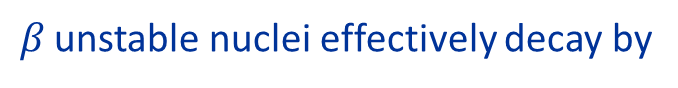 β unstable nuclei effectively decay by